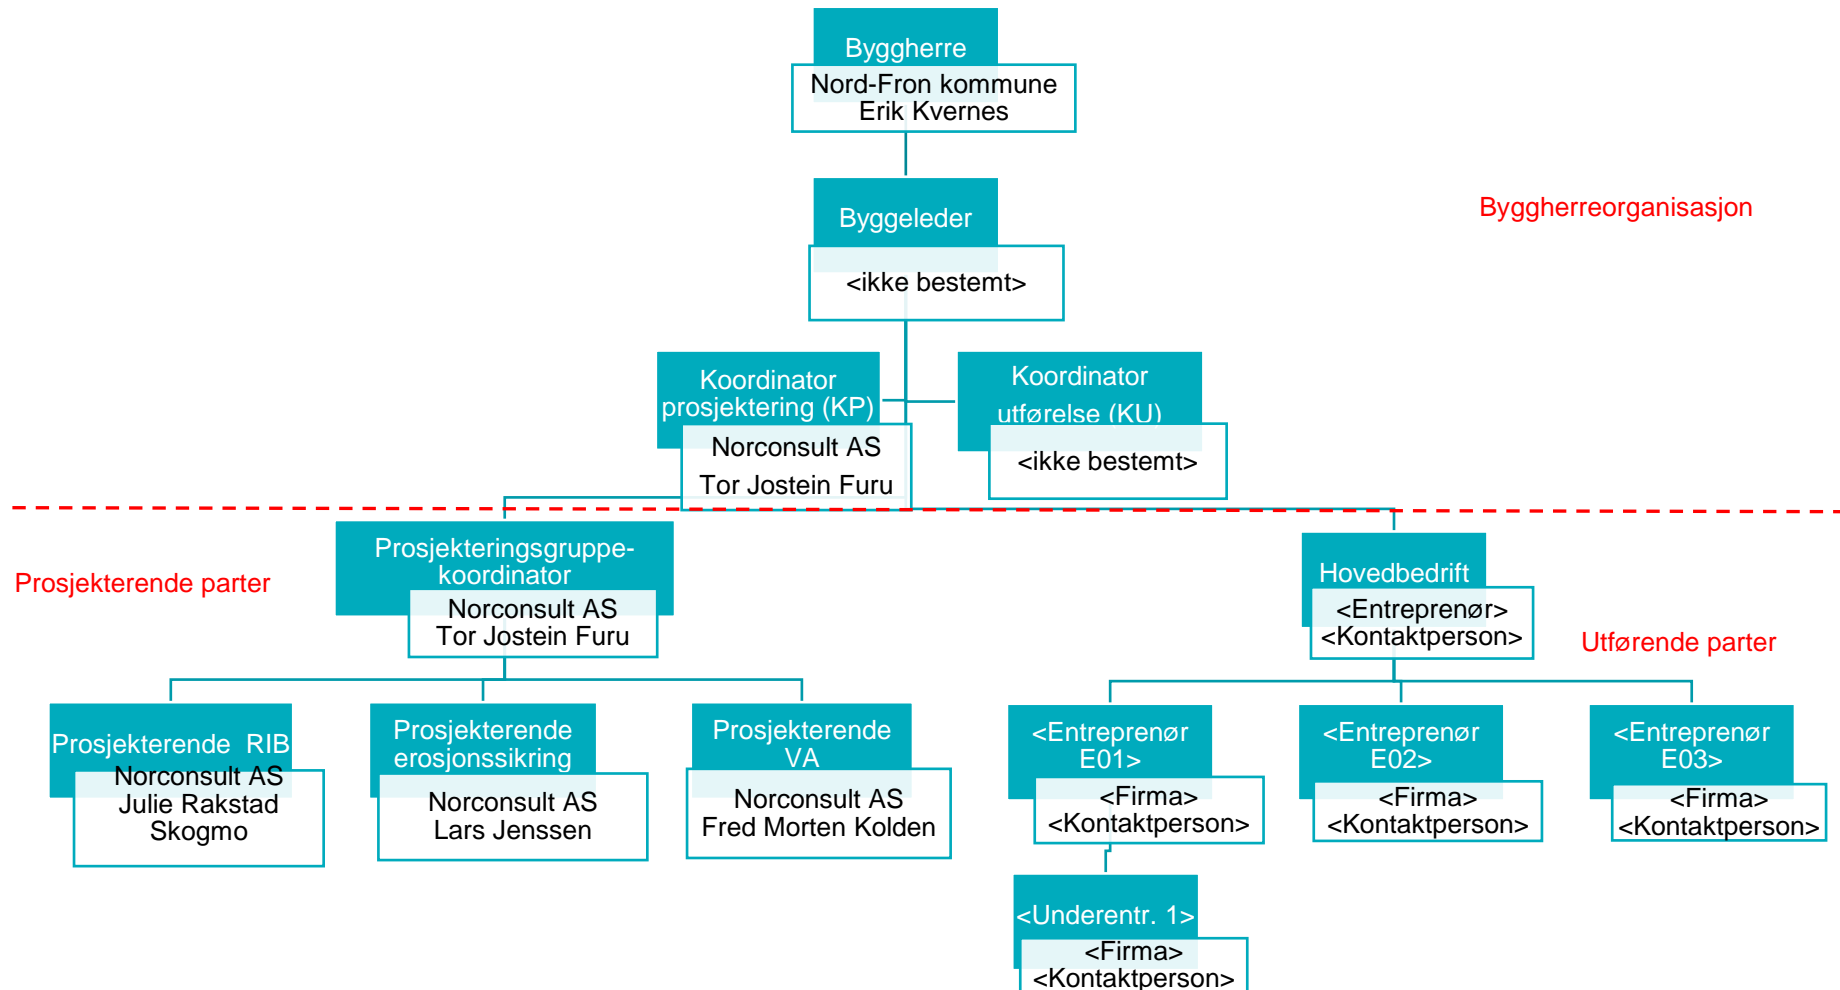 Byggherre
Nord-Fron kommune
Erik Kvernes
Byggeleder
<ikke bestemt>
Byggherreorganisasjon
Koordinator
prosjektering (KP)
Norconsult AS
Tor Jostein Furu
Koordinator
utførelse (KU)
<ikke bestemt>
Prosjekterende parter
Prosjekteringsgruppe-
koordinator
Norconsult AS
Tor Jostein Furu
Hovedbedrift
<Entreprenør>
<Kontaktperson>
Utførende parter
Prosjekterende RIB
Norconsult AS
Julie Rakstad
Skogmo
Prosjekterende
erosjonssikring
Norconsult AS
Lars Jenssen
Prosjekterende
VA
Norconsult AS
Fred Morten Kolden
<Entreprenør
E01>
<Firma>
<Kontaktperson>
<Entreprenør
E02>
<Firma>
<Kontaktperson>
<Entreprenør
E03>
<Firma>
<Kontaktperson>
<Underentr. 1>
<Firma>
<Kontaktperson>